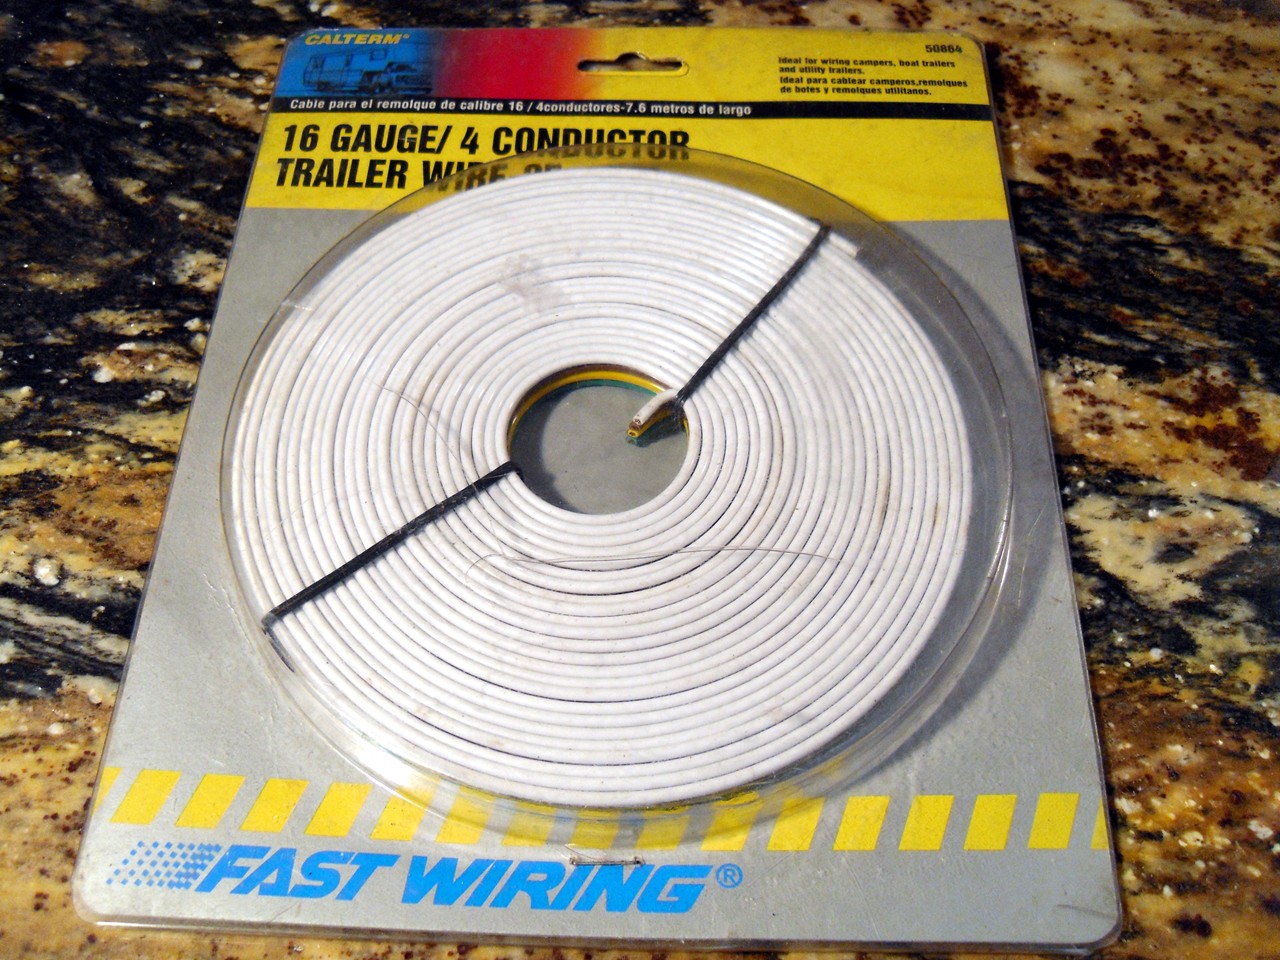 CALTERM®
50864
Ideal for wiring campers, boat trailers
and utility trailers.
Ideal para cablear camperos,remolques
de botes y remolques utilitanos.
Cable para el remolque de calibre 16 / 4conductores-7.6 metros de largo
16 GAUGE/ 4 CONDUCTOR
TRAILER WIRE
FAST WIRING®